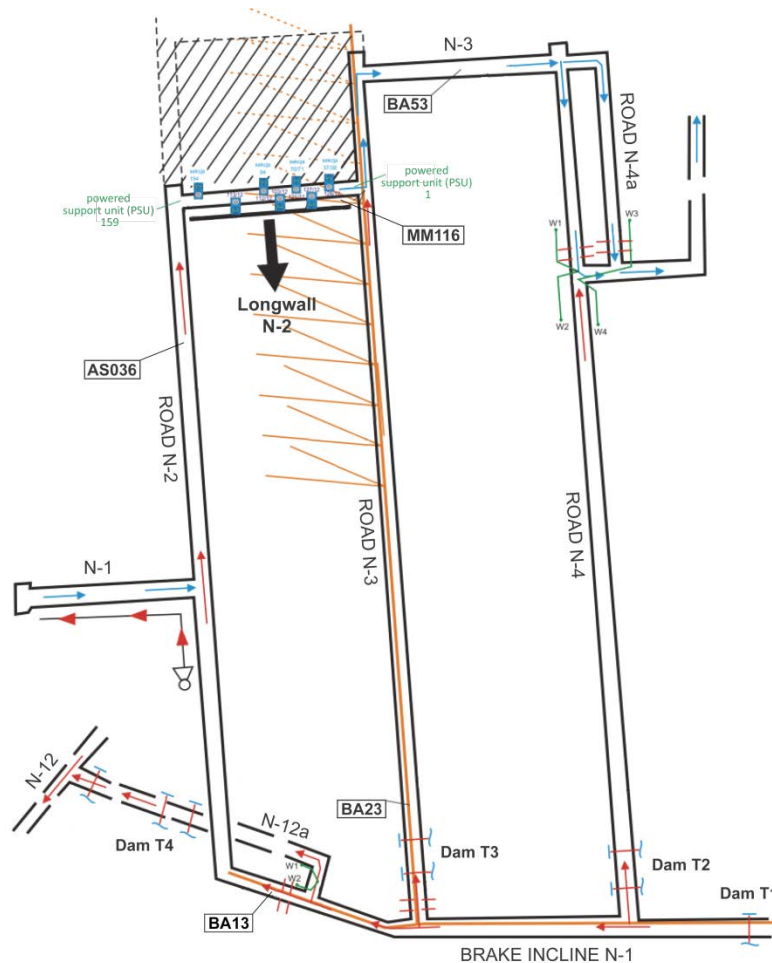 N-3
BA53
ROAD N-4a
powered
support unit (PSU)
159
powered
support unit (PSU)
1
MM116
W1
W3
Longwall
N-2
W2
W4
AS036
ROAD N-2
ROAD N-3
ROAD N-4
N-1
N-12
BA23
N-12a
Dam T4
Dam T3
Dam T2
Dam T1
W1
W2
BA13
BRAKE INCLINE N-1